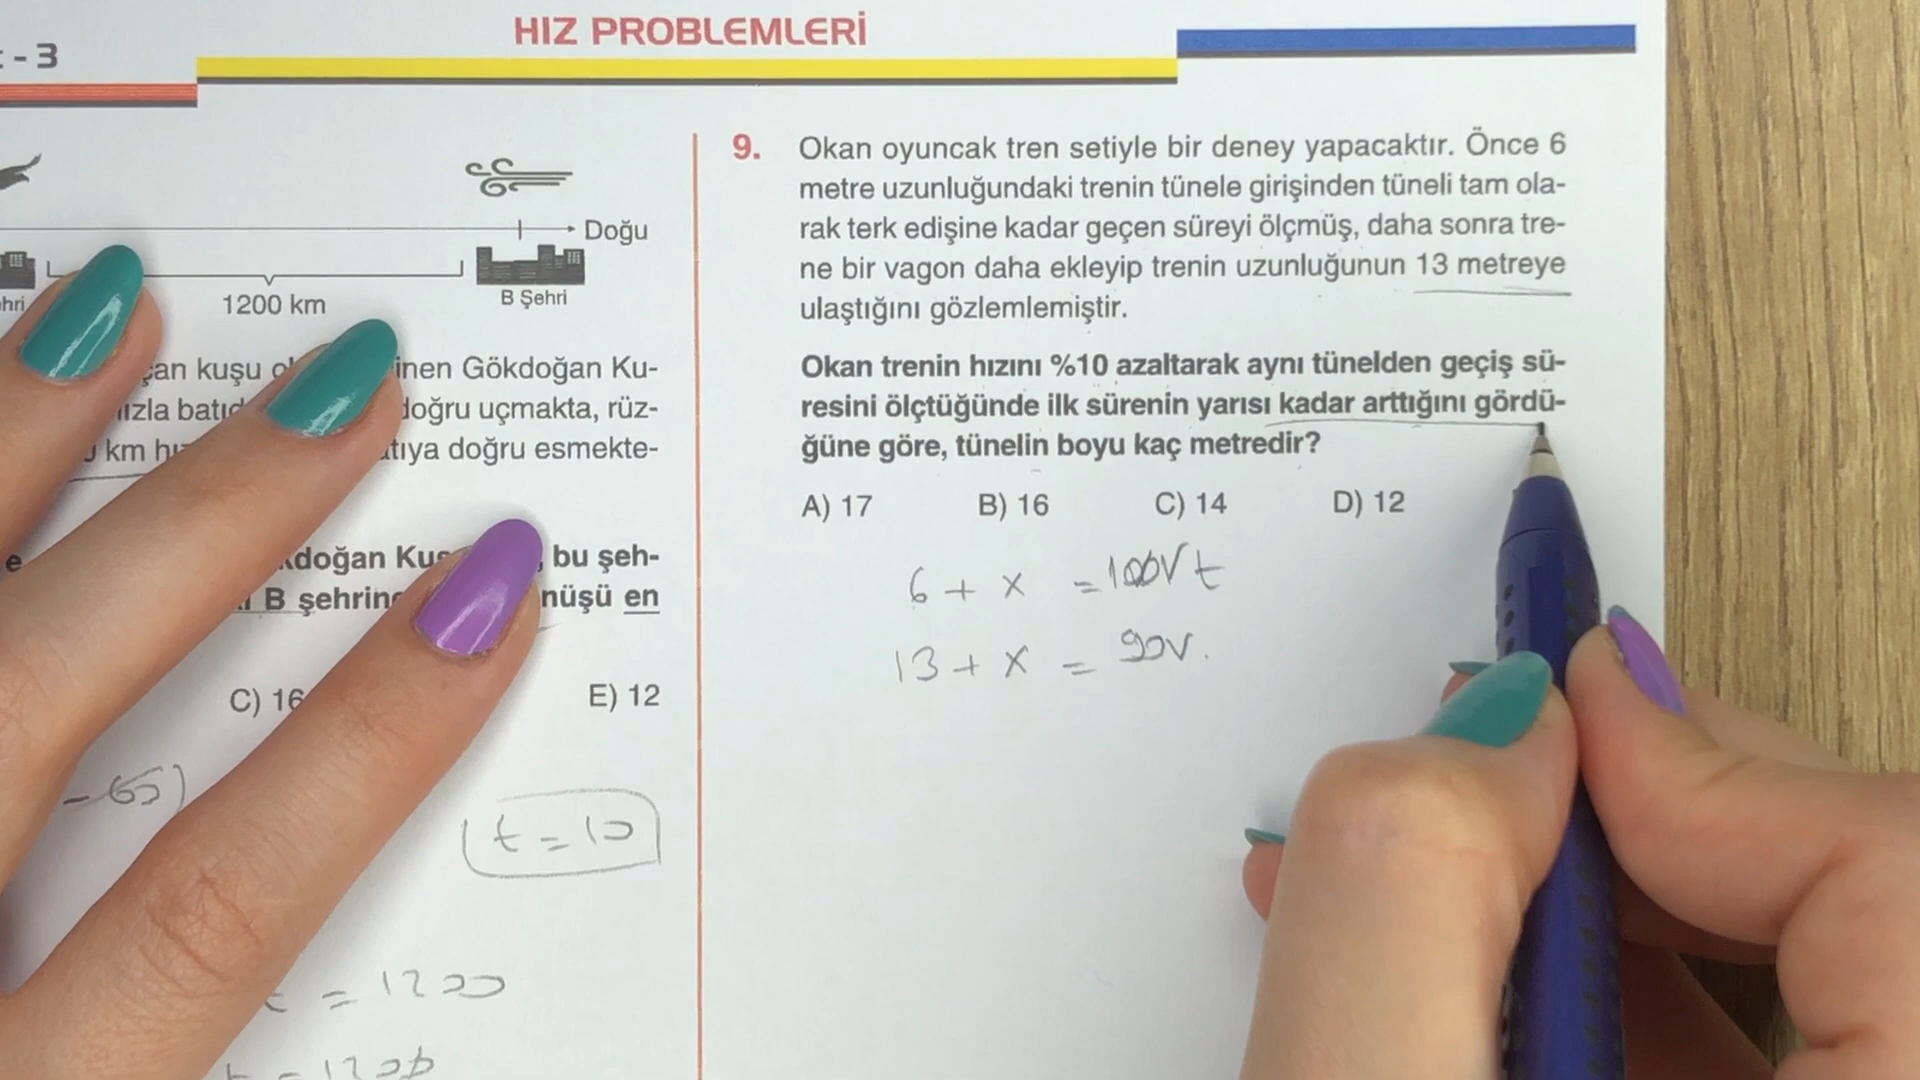 - 3
HIZ PROBLEMLERİ
Doğu
1200 km
B Şehri
kuşu
inen Gökdoğan Ku-
doğru uçmakta, rüz-
km
doğru esmekte-
bu şeh-
B
en
C)
E) 12
t = 10
= 1200
9. Okan oyuncak tren setiyle bir deney yapacaktır. Önce 6
metre uzunluğundaki trenin tünele girişinden tüneli tam ola-
rak terk edişine kadar geçen süreyi ölçmüş, daha sonra tre-
ne bir vagon daha ekleyip trenin uzunluğunun 13 metreye
ulaştığını gözlemlemiştir.
Okan trenin hızını %10 azaltarak aynı tünelden geçiş sü-
resini ölçtüğünde ilk sürenin yarısı kadar arttığını gördü-
ğüne göre, tünelin boyu kaç metredir?
A) 17 B) 16 C) 14 D) 12
6 + x = 100V t
13 + x = 90V.